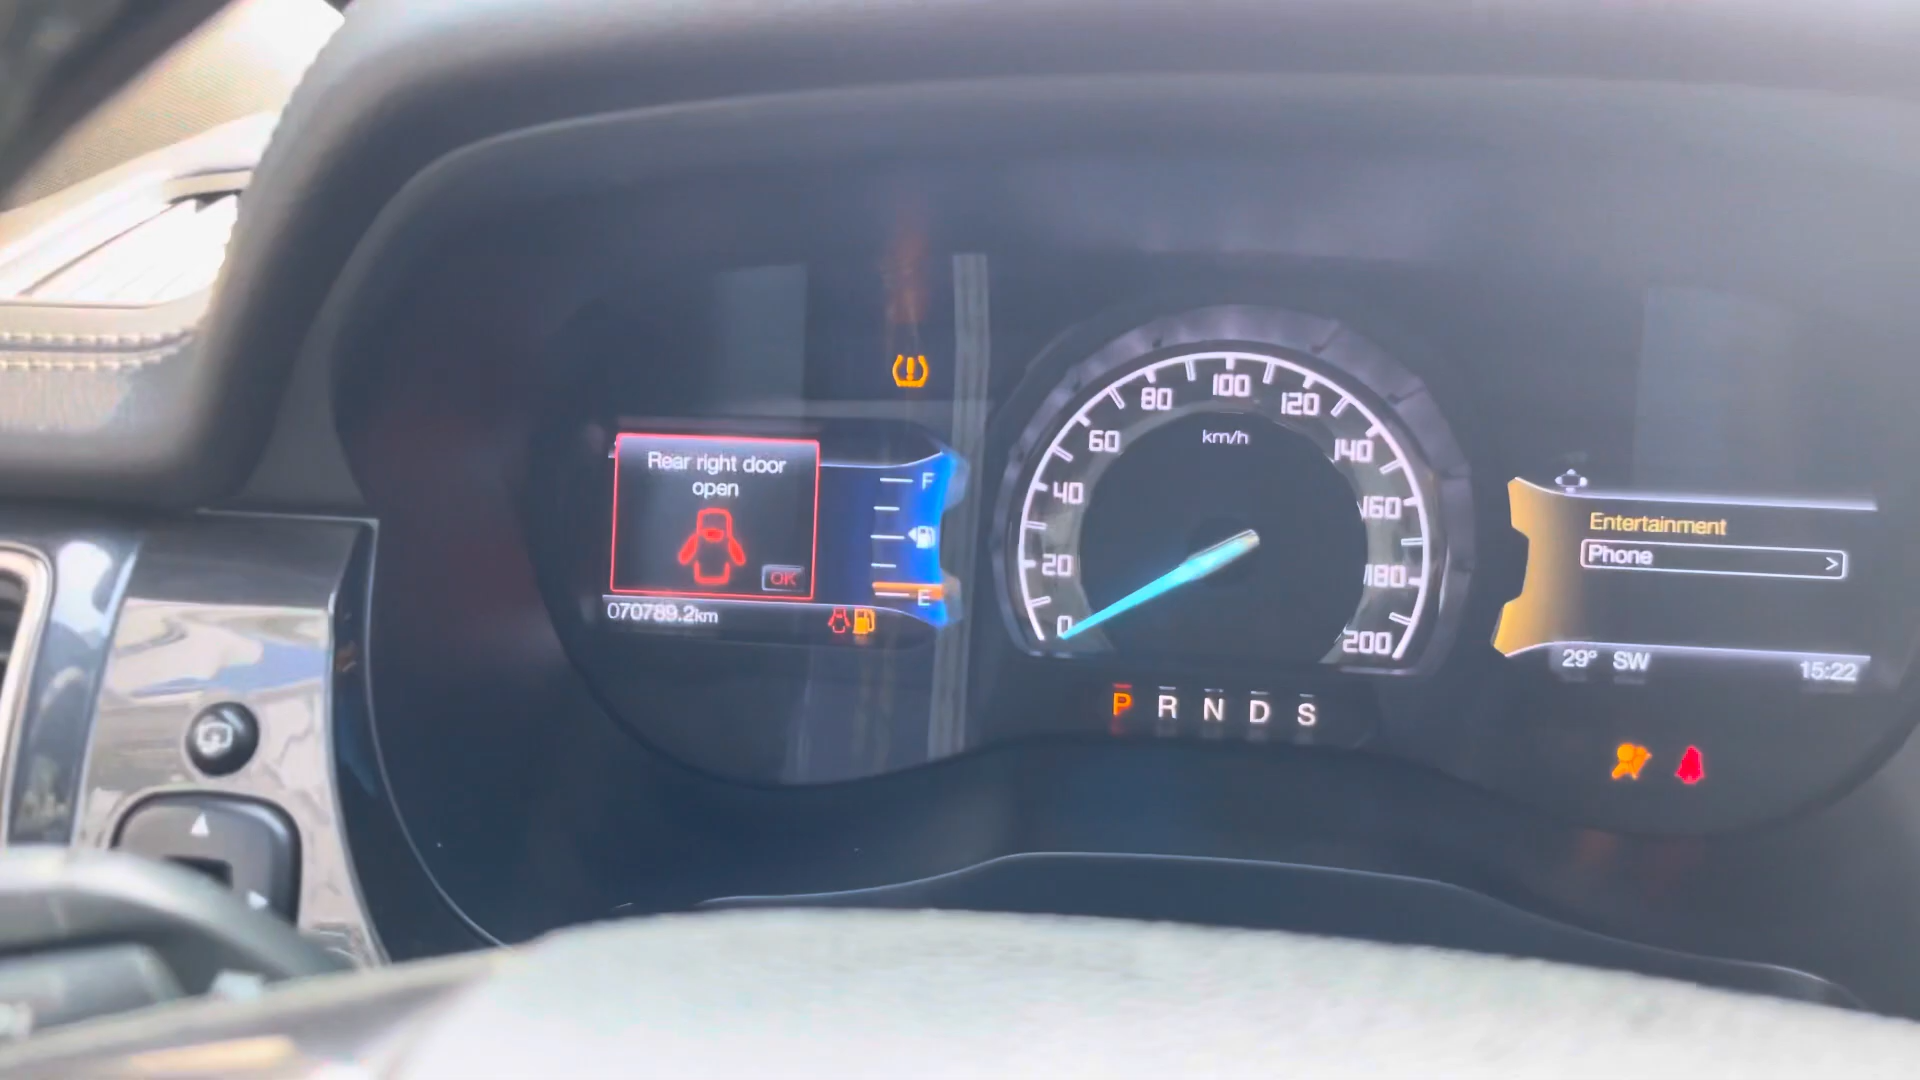 Rear right door
open
OK
070789.2km
F
E
0
20
40
60
80
100
120
140
160
180
200
km/h
P R N D S
Entertainment
Phone >
29° SW
15:22